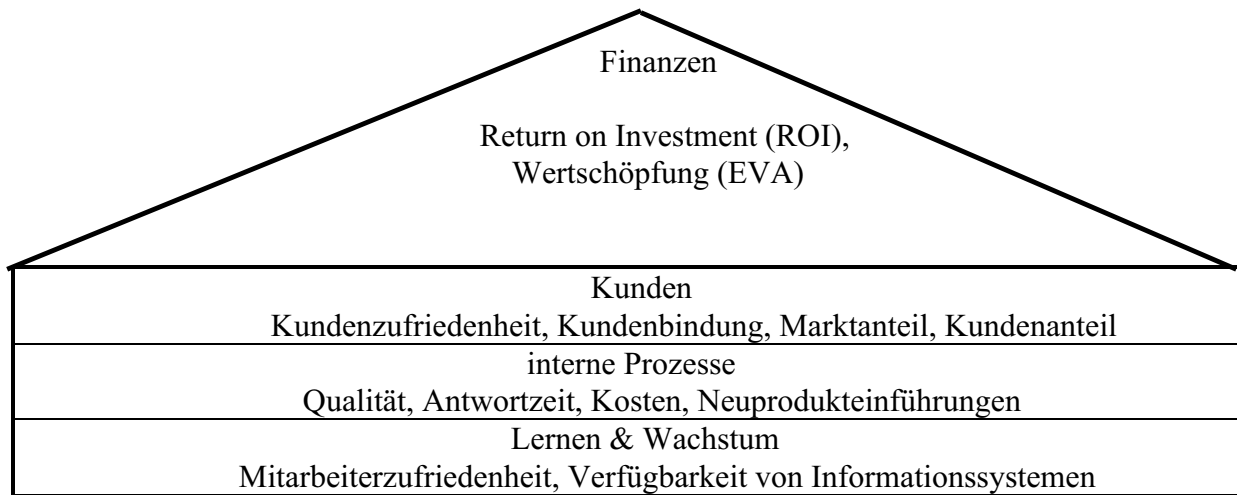 Finanzen
Return on Investment (ROI),
Wertschöpfung (EVA)
Kunden
Kundenzufriedenheit, Kundenbindung, Marktanteil, Kundenanteil
interne Prozesse
Qualität, Antwortzeit, Kosten, Neuprodukteinführungen
Lernen & Wachstum
Mitarbeiterzufriedenheit, Verfügbarkeit von Informationssystemen